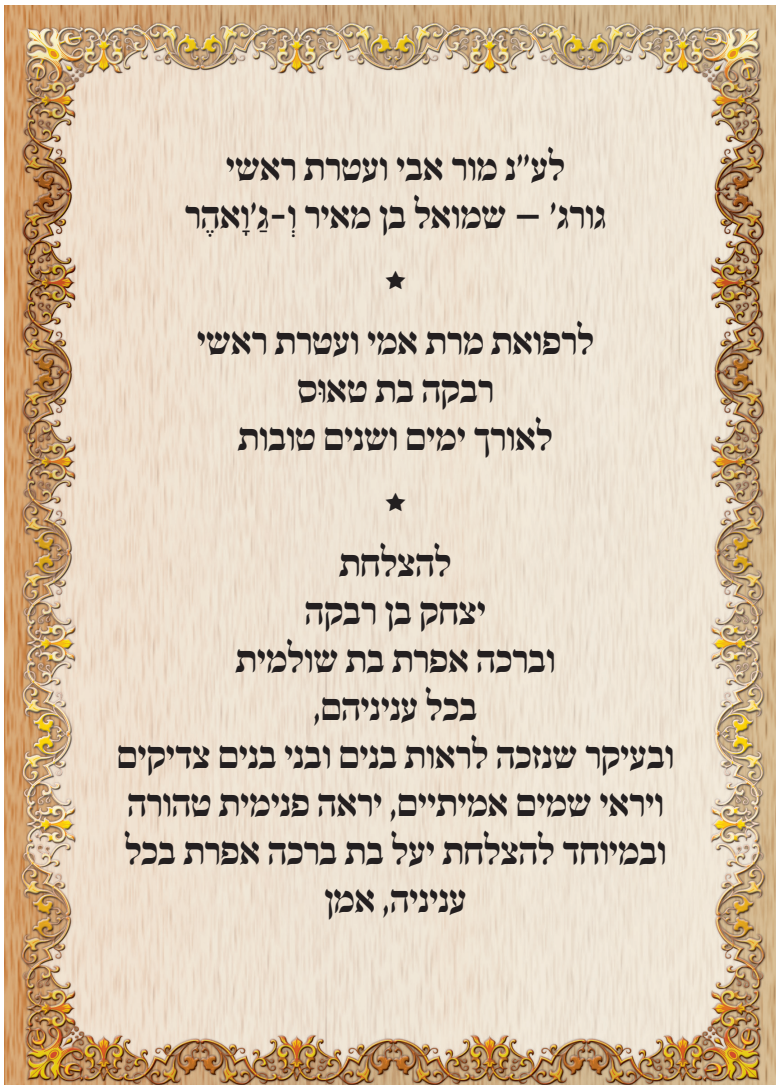 לע"נ מור אבי ועטרת ראשי
גורג' – שמואל בן מאיר וְ-גַ'וָאהֶר
★
לרפואת מרת אמי ועטרת ראשי
רבקה בת טאוּס
לאורך ימים ושנים טובות
★
להצלחת
יצחק בן רבקה
וברכה אפרת בת שולמית
בכל עניניהם,
ובעיקר שנזכה לראות בנים ובני בנים צדיקים
ויראי שמים אמיתיים, יראה פנימית טהורה
ובמיוחד להצלחת יעל בת ברכה אפרת בכל
עניניה, אמן